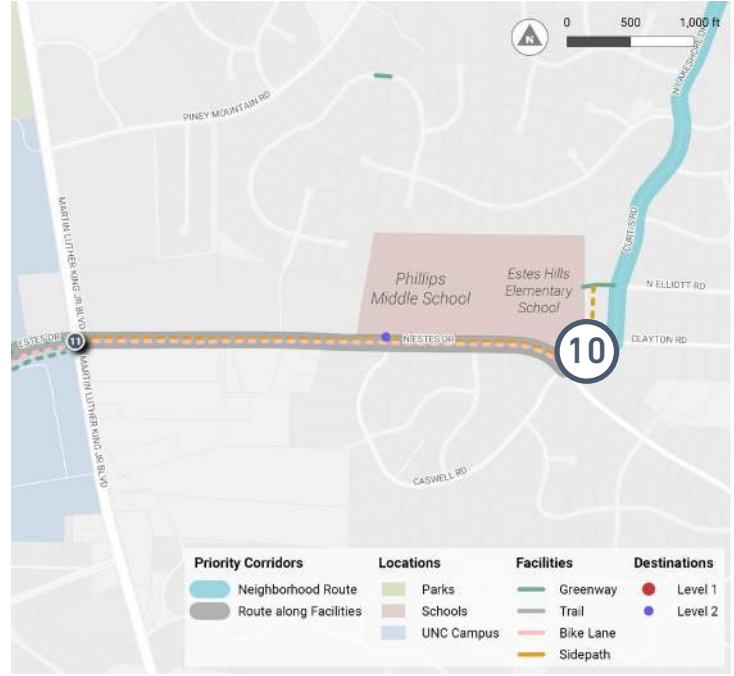 N
0 500 1,000 ft
N LAKESHORE DR
PINEY MOUNTAIN RD
MARTIN LUTHER KING JR BLVD
CURTIS RD
Phillips
Middle School
Estes Hills
Elementary
School
N ELLIOTT RD
ESTES DR
11
N ESTES DR
10
CLAYTON RD
MARTIN LUTHER KING JR BLVD
CASWELL RD
Priority Corridors
Neighborhood Route
Route along Facilities
Locations
Parks
Schools
UNC Campus
Facilities
Greenway
Trail
Bike Lane
Sidepath
Destinations
Level 1
Level 2